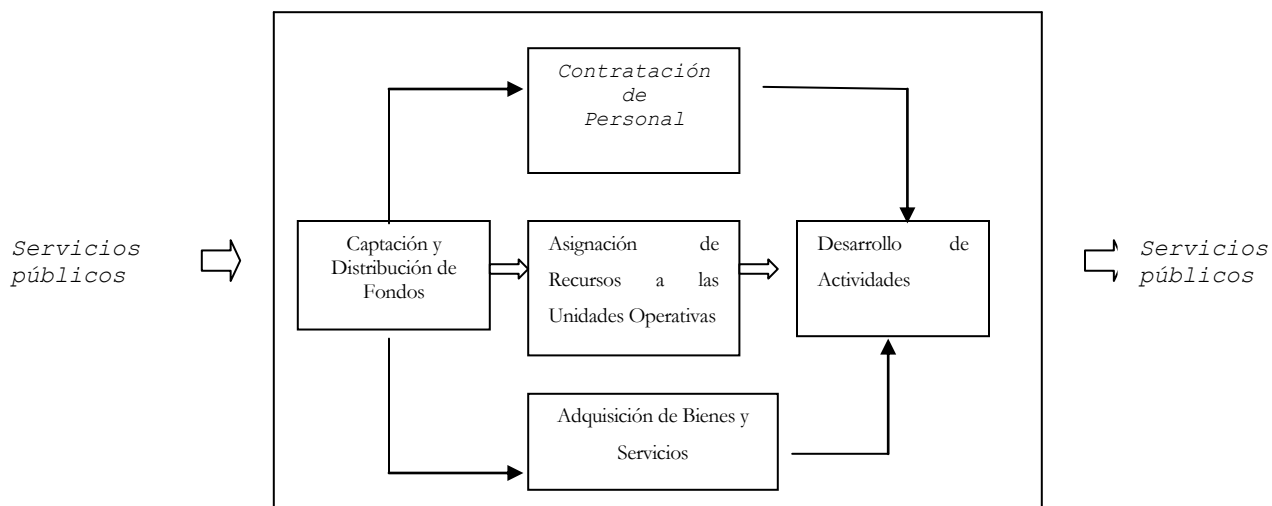 Contratación
de
Personal
Servicios
públicos
Captación y
Distribución de
Fondos
Asignación de
Recursos a las
Unidades Operativas
Desarrollo de
Actividades
Servicios
públicos
Adquisición de Bienes y
Servicios